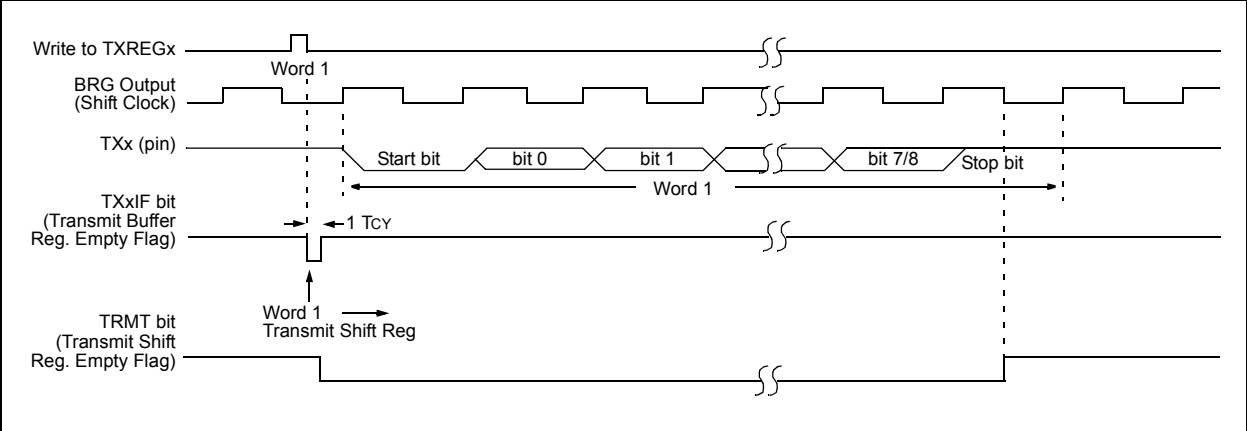 Write to TXREGx
Word 1
BRG Output
(Shift Clock)
TXx (pin)
Start bit
bit 0
bit 1
bit 7/8
Stop bit
Word 1
TXxIF bit
(Transmit Buffer
Reg. Empty Flag)
1 TCY
Word 1
Transmit Shift Reg
TRMT bit
(Transmit Shift
Reg. Empty Flag)